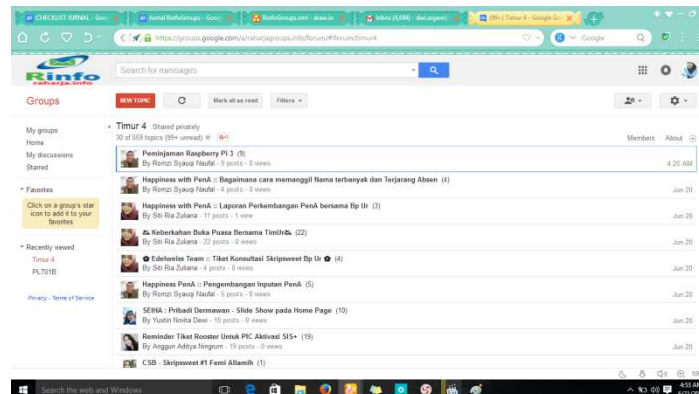 CHECKLIST JURNAL - Goo
Jurnal RinfoGroups - Goog
RinfoGroups.xml - draw.io
Inbox (4,694) - dwi.anjani
(99+) Timur 4 - Google Gr
https://groups.google.com/a/raharjagroups.info/forum/#!forum/timur4
Google
Rinfo
raharja.info
Search for messages
Groups
NEW TOPIC
Mark all as read
Filters
My groups
Home
My discussions
Starred
Favorites
Click on a group's star
icon to add it to your
favorites
Recently viewed
Timur 4
PL701B
Privacy - Terms of Service
Timur 4 Shared privately
30 of 559 topics (99+ unread)
G+1
Members About
Peminjaman Raspberry Pi 3 (9)
By Romzi Syauqi Naufal - 9 posts - 0 views
4:25 AM
Happiness with PenA :: Bagaimana cara memanggil Nama terbanyak dan Terjarang Absen (4)
By Romzi Syauqi Naufal - 4 posts - 0 views
Jun 20
Happiness with PenA :: Laporan Perkembangan PenA bersama Bp Ur (3)
By Siti Ria Zuliana - 11 posts - 1 view
Jun 20
Keberkahan Buka Puasa Bersama TimUr (22)
By Siti Ria Zuliana - 22 posts - 0 views
Jun 20
✿ Edelweiss Team :: Tiket Konsultasi Skripsweet Bp Ur ✿ (4)
By Siti Ria Zuliana - 4 posts - 0 views
Jun 20
Happiness PenA :: Pengembangan Inputan PenA (5)
By Romzi Syauqi Naufal - 5 posts - 0 views
Jun 20
SEIHA : Pribadi Dermawan - Slide Show pada Home Page (10)
By Yustin Novita Dewi - 10 posts - 0 views
Jun 20
Reminder Tiket Rooster Untuk PIC Aktivasi SIS+ (19)
By Anggun Aditya Ningrum - 19 posts - 0 views
Jun 20
CSB - Skripsweet #1 Femi Allamih (1)
Search the web and Windows
4:53 AM